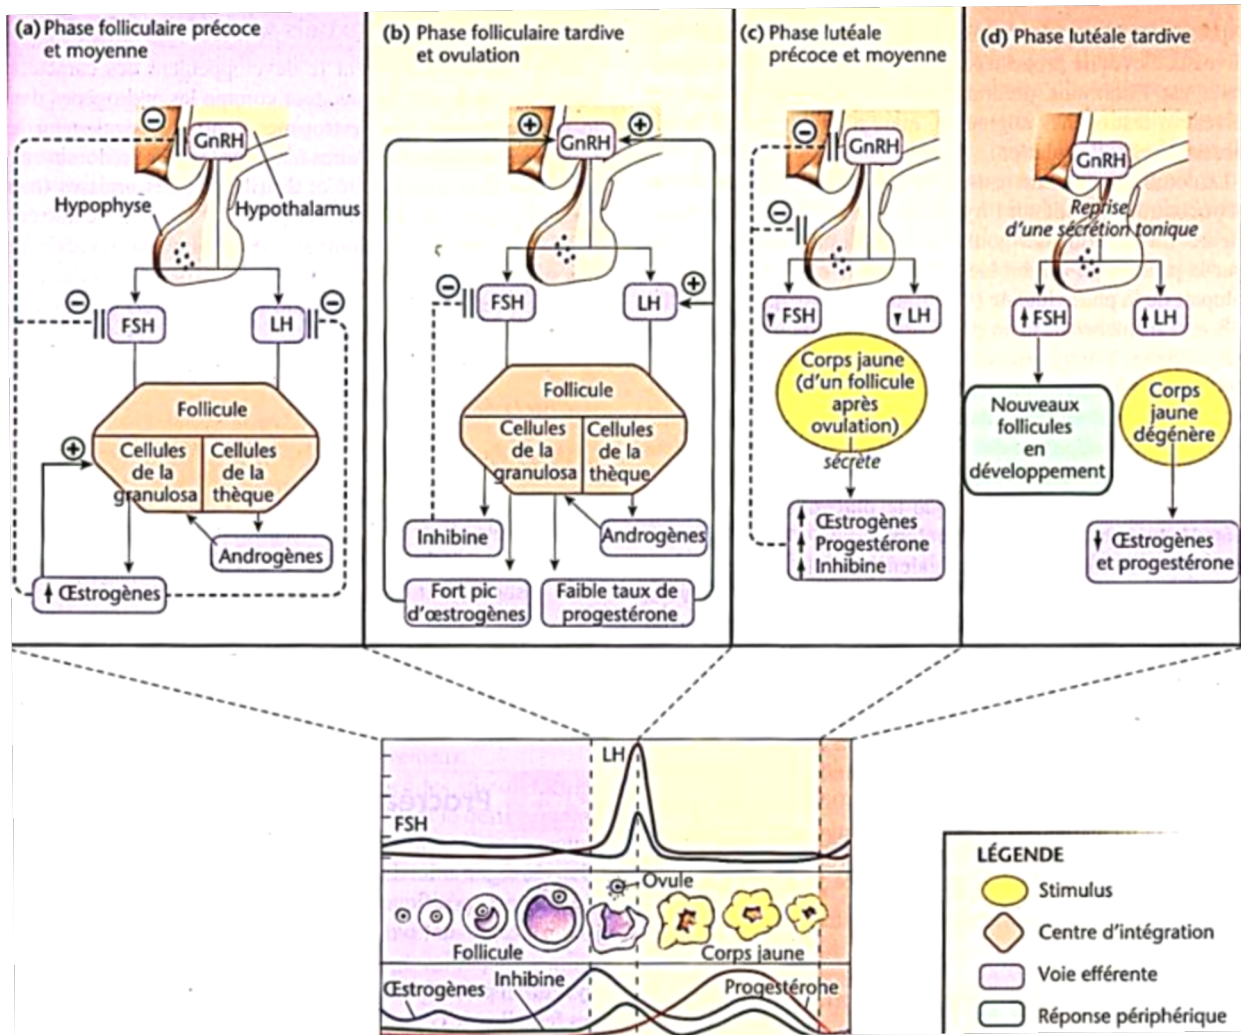 (a) Phase folliculaire précoce
et moyenne
GnRH
Hypophyse
Hypothalamus
FSH
LH
Follicule
Cellules
de la
granulosa
Cellules
de la
thèque
Androgènes
Œstrogènes
(b) Phase folliculaire tardive
et ovulation
GnRH
FSH
LH
Follicule
Cellules
de la
granulosa
Cellules
de la
thèque
Inhibine
Androgènes
Fort pic
d'œstrogènes
Faible taux de
progestérone
(c) Phase lutéale
précoce et moyenne
GnRH
FSH
LH
Corps jaune
(d'un follicule
après
ovulation)
sécrète
Œstrogènes
Progestérone
Inhibine
(d) Phase lutéale tardive
GnRH
Reprise
d'une sécrétion tonique
FSH
LH
Nouveaux
follicules
en
développement
Corps
jaune
dégénère
Œstrogènes
et progestérone
LH
FSH
Ovule
Follicule
Corps jaune
Œstrogènes
Inhibine
Progestérone
LÉGENDE
Stimulus
Centre d'intégration
Voie efférente
Réponse périphérique